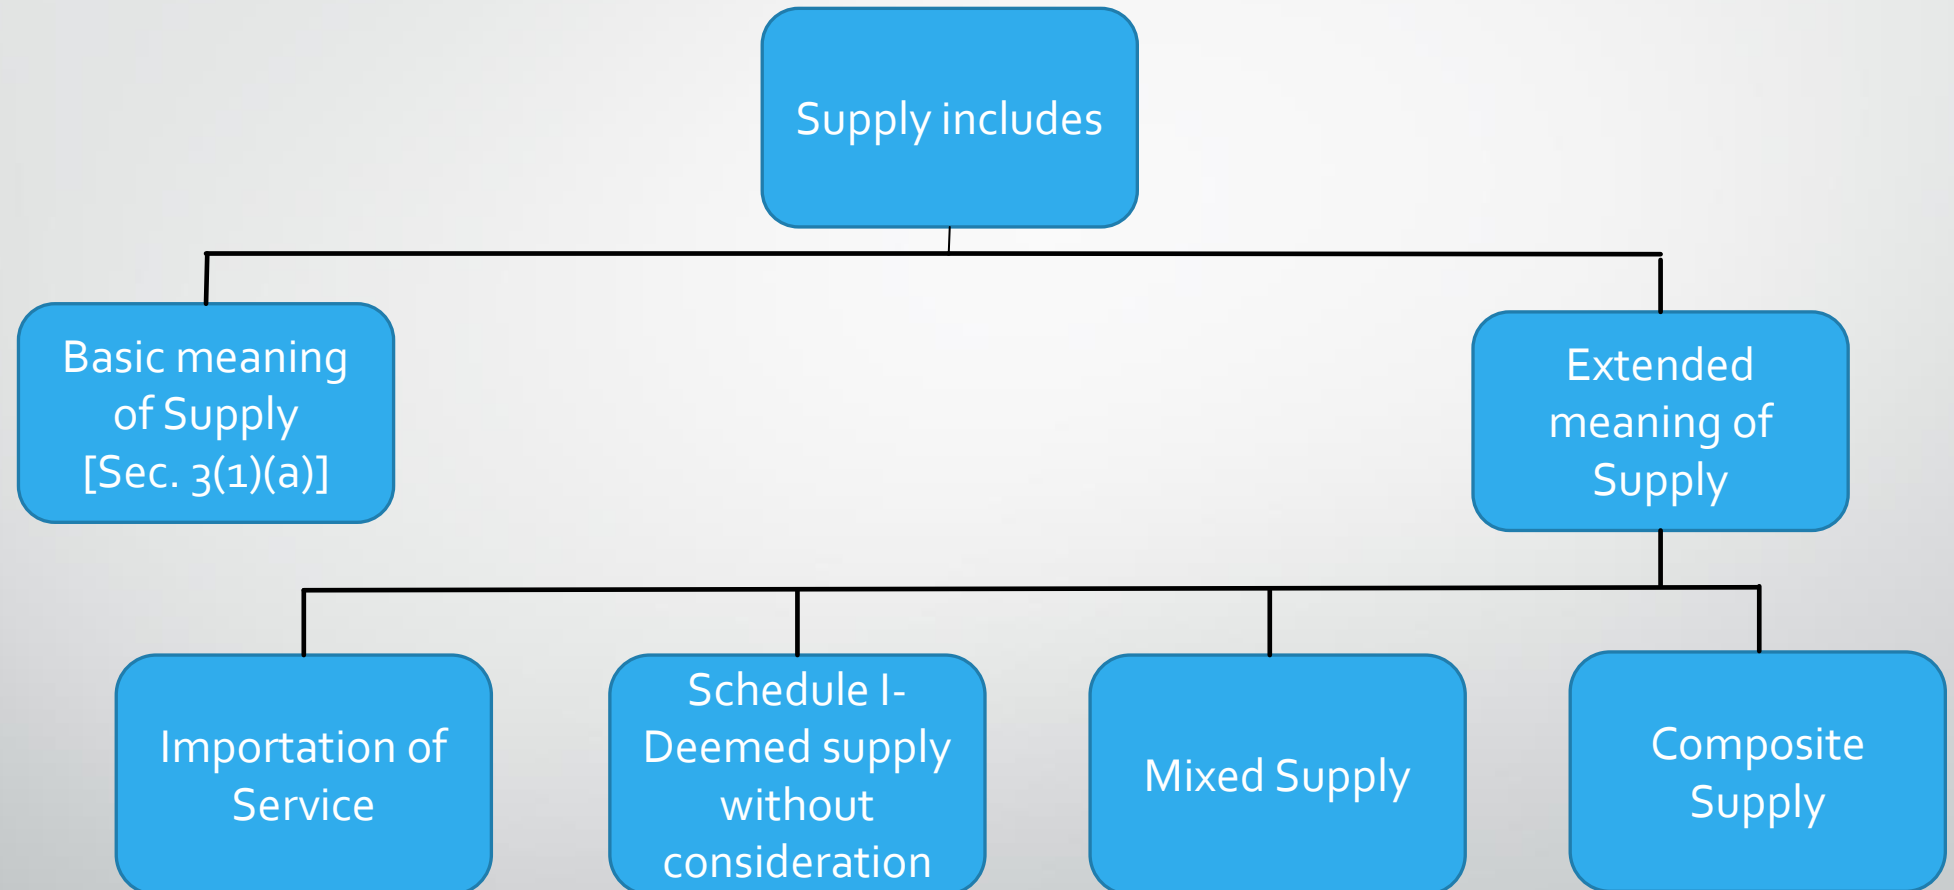 Supply includes
Basic meaning
of Supply
[Sec. 3(1)(a)]
Extended
meaning of
Supply
Importation of
Service
Schedule I-
Deemed supply
without
consideration
Mixed Supply
Composite
Supply